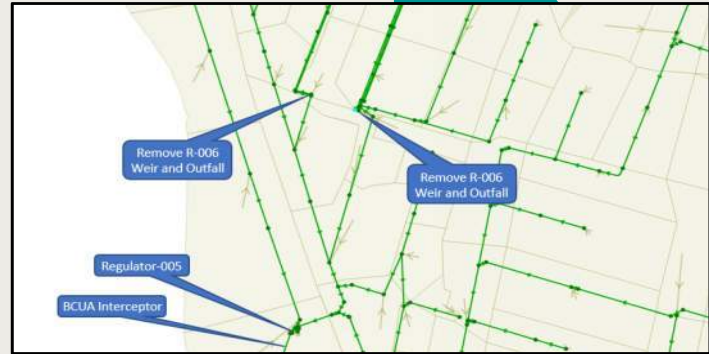 Remove R-006
Weir and Outfall
Remove R-006
Weir and Outfall
Regulator-005
BCUA Interceptor